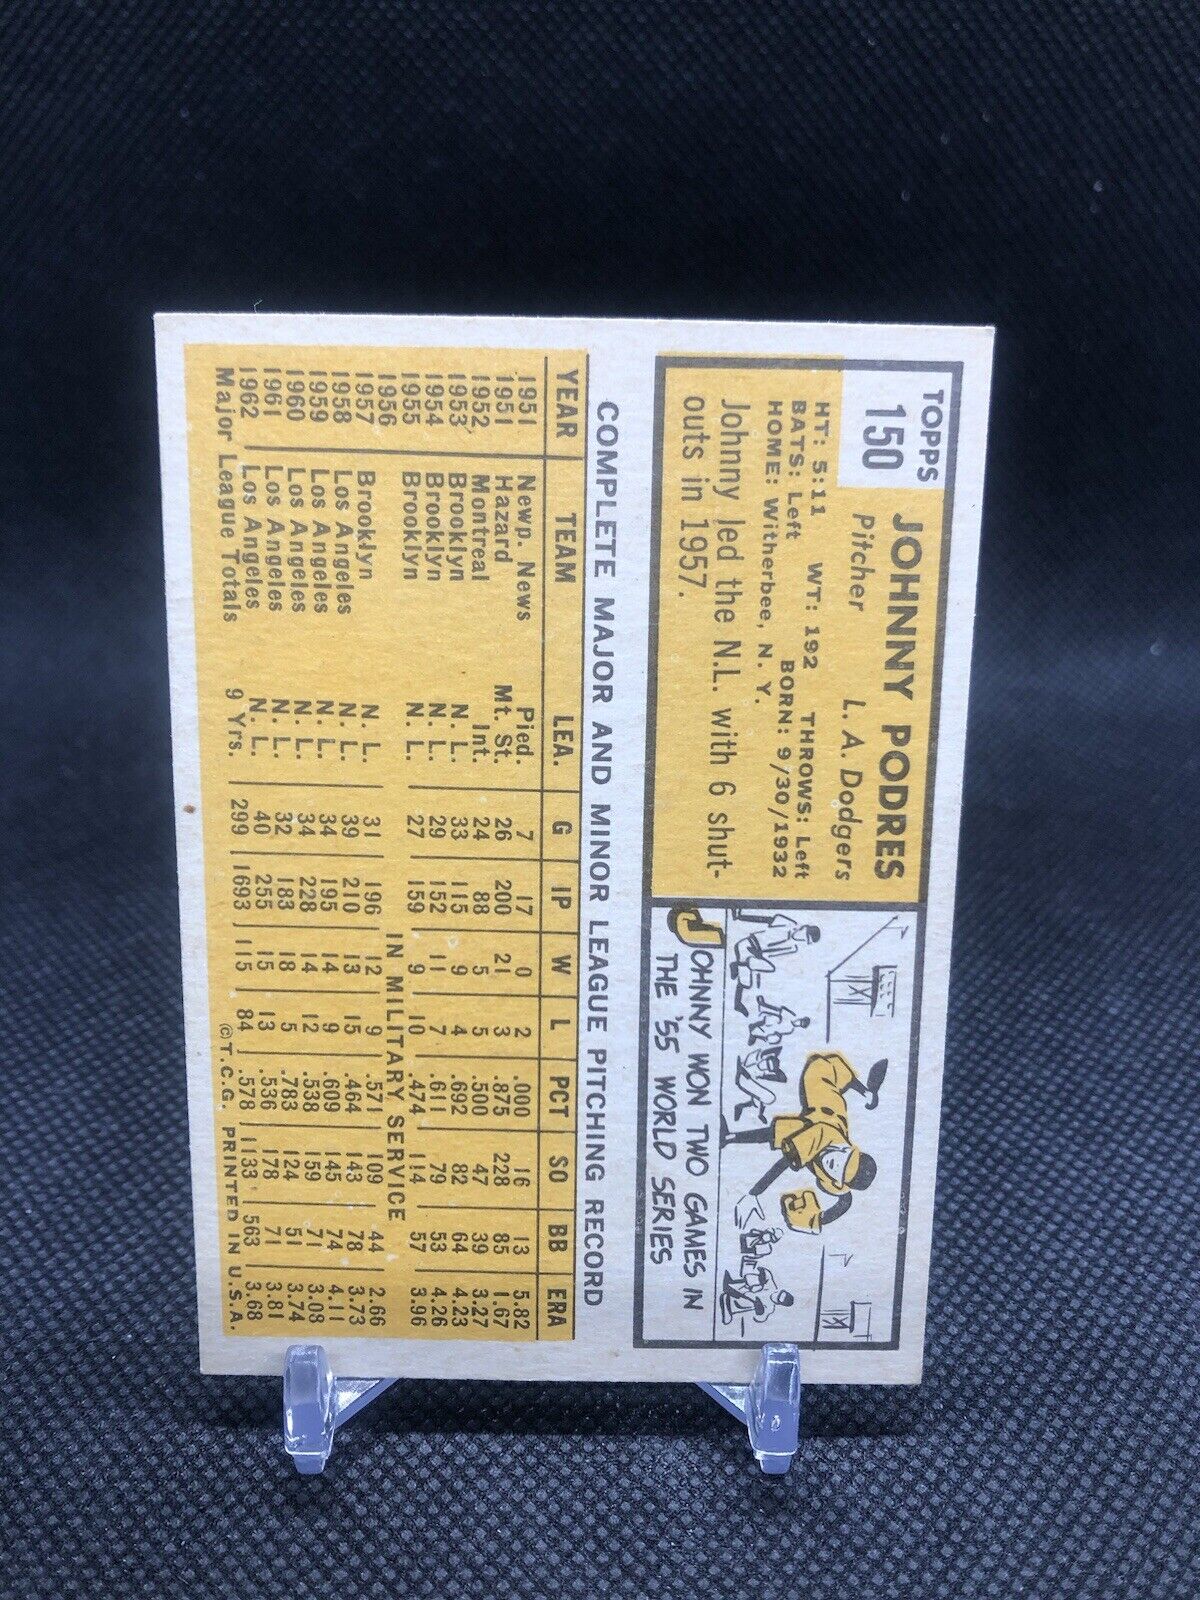 TOPPS
150
JOHNNY PODRES
Pitcher L. A. Dodgers
HT: 5:11 WT: 192 THROWS: Left
BATS: Left BORN: 9/30/1932
HOME: Witherbee, N. Y.
Johnny led the N.L. with 6 shut-
outs in 1957.
JOHNNY WON TWO GAMES IN
THE '55 WORLD SERIES
COMPLETE MAJOR AND MINOR LEAGUE PITCHING RECORD
YEAR TEAM LEA. G IP W L PCT SO BB ERA
1951 Newp. News Pied. 7 17 0 2 .000 16 13 5.82
1951 Hazard Mt. St. 26 200 21 3 .875 228 85 1.67
1952 Montreal Int. 24 88 5 5 .500 47 39 3.27
1953 Brooklyn N. L. 33 115 9 4 .692 82 64 4.23
1954 Brooklyn N. L. 29 152 11 7 .611 79 53 4.26
1955 Brooklyn N. L. 27 159 9 10 .474 114 57 3.96
1956 IN MILITARY SERVICE
1957 Brooklyn N. L. 31 196 12 9 .571 109 44 2.66
1958 Los Angeles N. L. 39 210 13 15 .464 143 78 3.73
1959 Los Angeles N. L. 34 195 14 9 .609 145 74 4.11
1960 Los Angeles N. L. 34 228 14 12 .538 159 71 3.08
1961 Los Angeles N. L. 32 183 18 5 .783 124 51 3.74
1962 Los Angeles N. L. 40 255 15 13 .536 178 71 3.81
Major League Totals 9 Yrs. 299 1693 115 84 .578 1133 563 3.68
©T.C.G. PRINTED IN U.S.A.